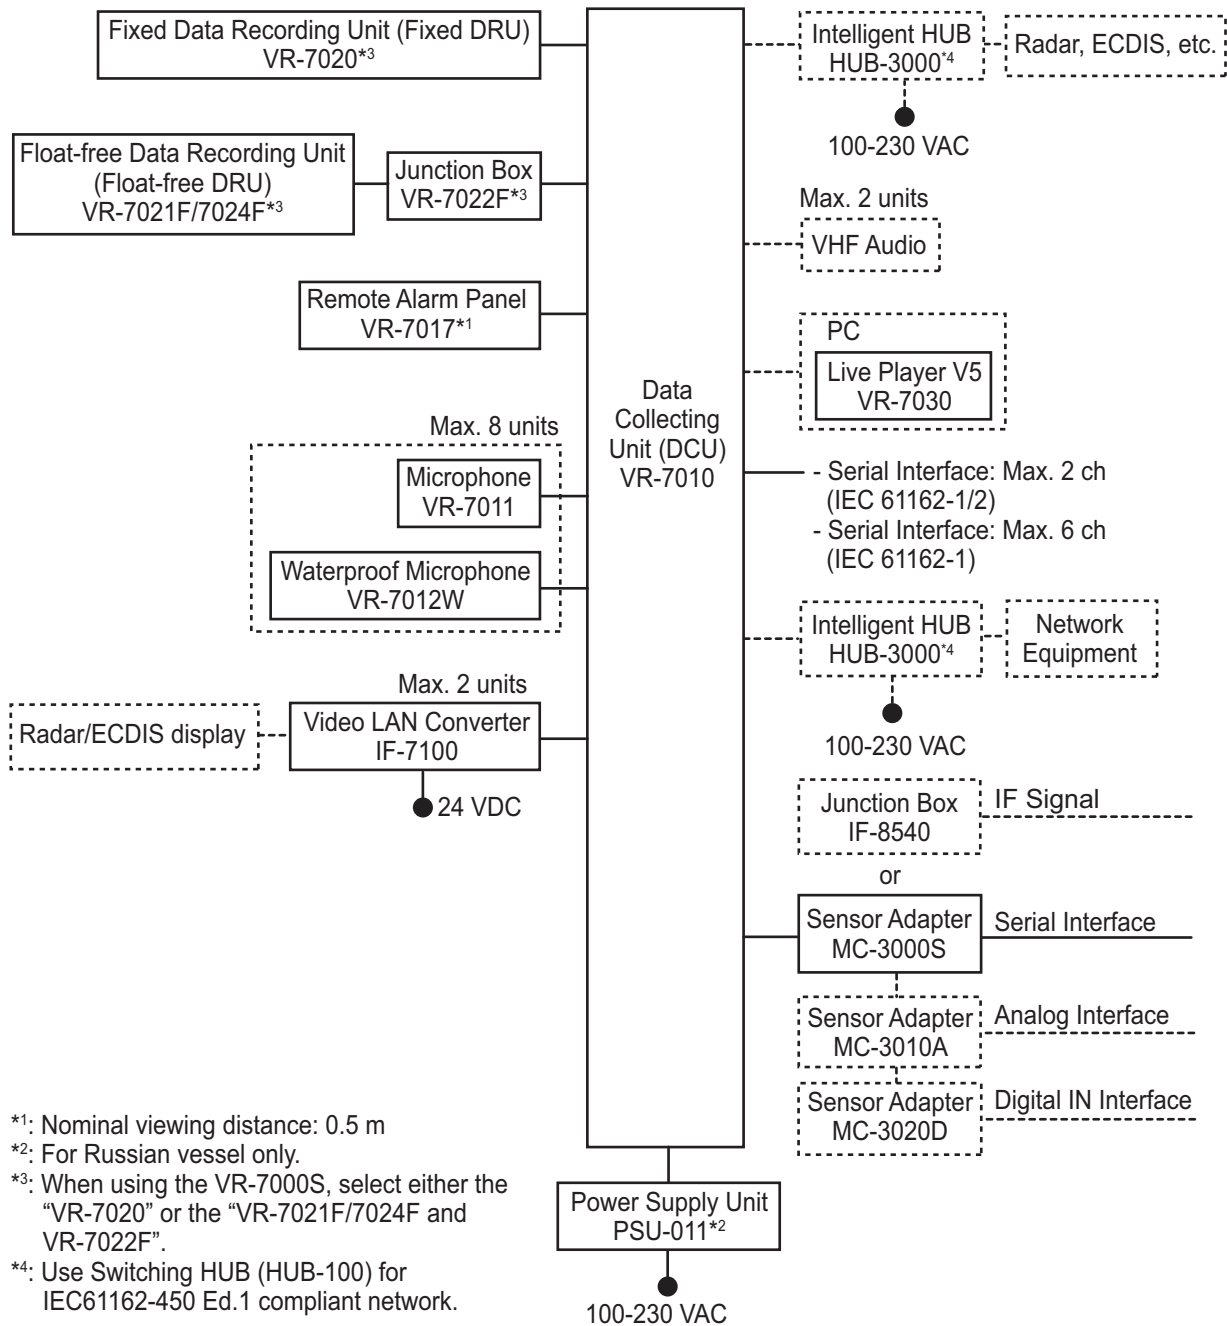 Fixed Data Recording Unit (Fixed DRU)
VR-7020*3
Float-free Data Recording Unit
(Float-free DRU)
VR-7021F/7024F*3
Junction Box
VR-7022F*3
Remote Alarm Panel
VR-7017*1
Max. 8 units
Microphone
VR-7011
Waterproof Microphone
VR-7012W
Max. 2 units
Radar/ECDIS display
Video LAN Converter
IF-7100
24 VDC
Data
Collecting
Unit (DCU)
VR-7010
Intelligent HUB
HUB-3000*4
Radar, ECDIS, etc.
100-230 VAC
Max. 2 units
VHF Audio
PC
Live Player V5
VR-7030
- Serial Interface: Max. 2 ch
(IEC 61162-1/2)
- Serial Interface: Max. 6 ch
(IEC 61162-1)
Intelligent HUB
HUB-3000*4
Network
Equipment
100-230 VAC
Junction Box
IF-8540
IF Signal
or
Sensor Adapter
MC-3000S
Serial Interface
Sensor Adapter
MC-3010A
Analog Interface
Sensor Adapter
MC-3020D
Digital IN Interface
Power Supply Unit
PSU-011*2
100-230 VAC
*1: Nominal viewing distance: 0.5 m
*2: For Russian vessel only.
*3: When using the VR-7000S, select either the
“VR-7020” or the “VR-7021F/7024F and
VR-7022F”.
*4: Use Switching HUB (HUB-100) for
IEC61162-450 Ed.1 compliant network.